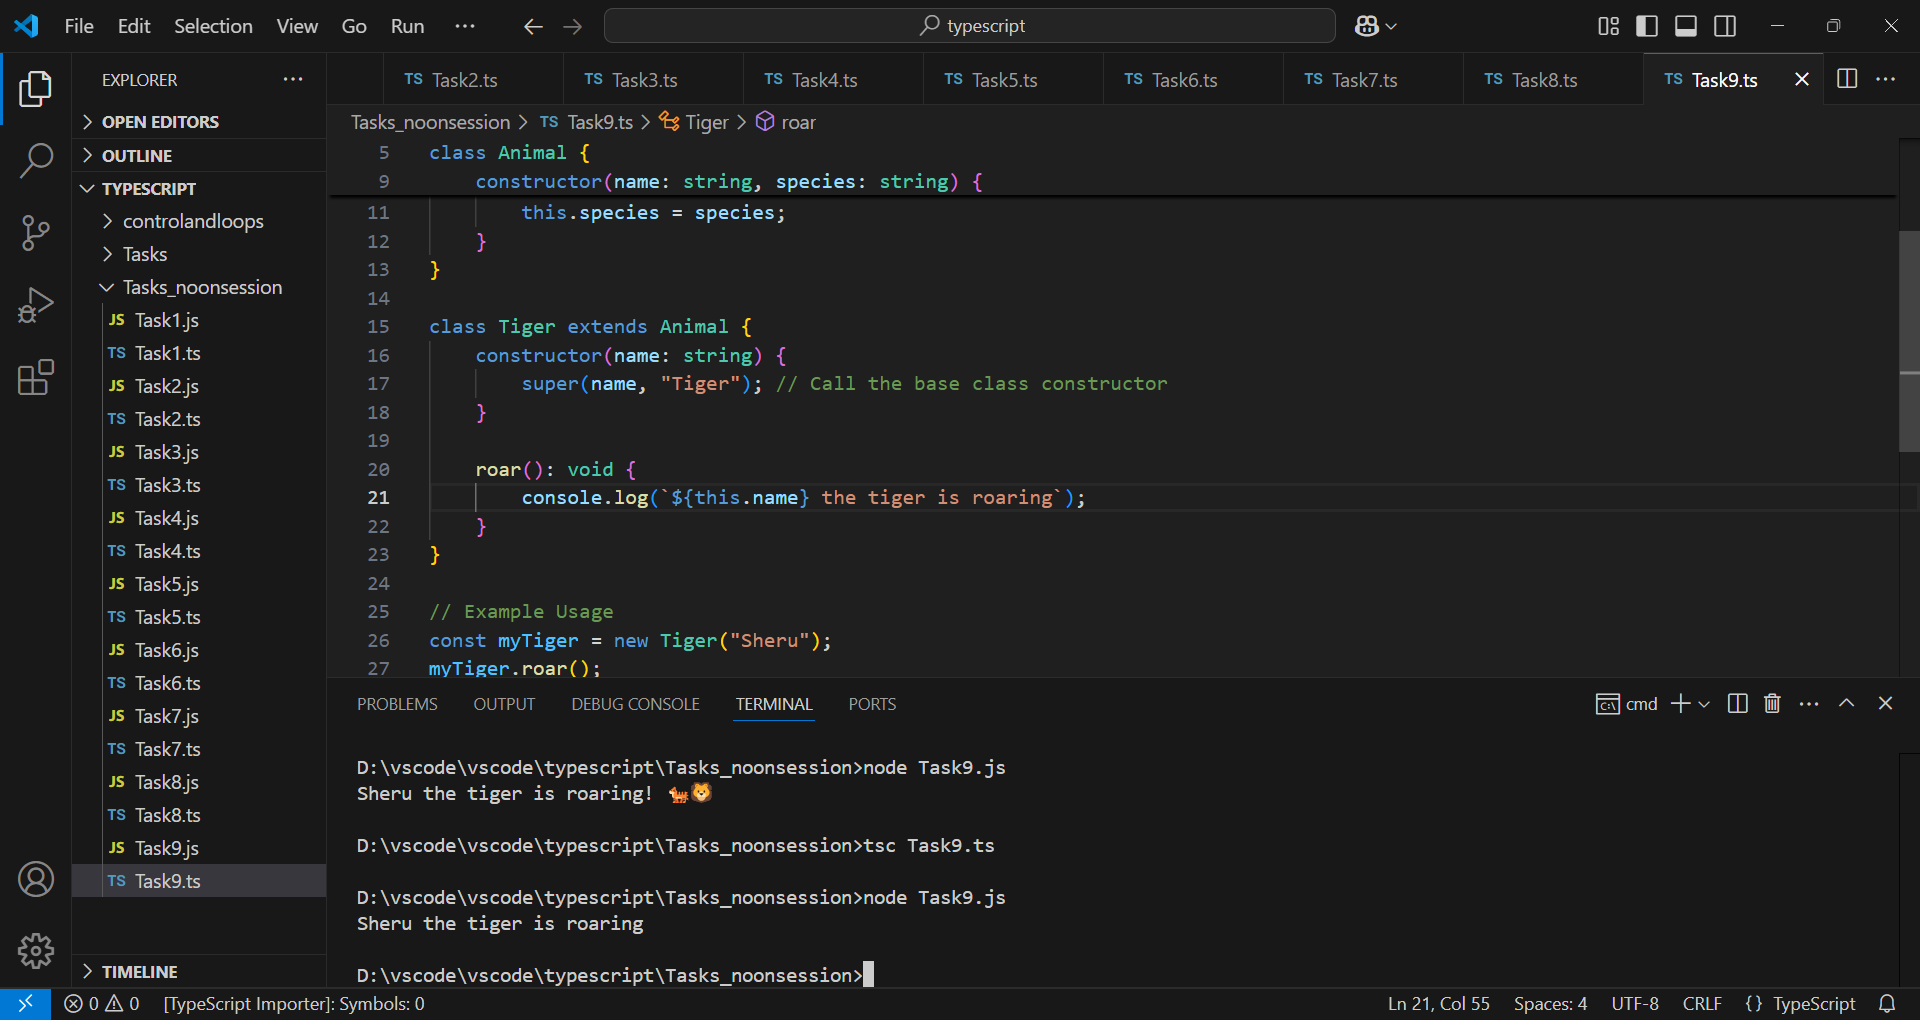 File Edit Selection View Go Run ···
typescript
EXPLORER ···
OPEN EDITORS
OUTLINE
TYPESCRIPT
controlandloops
Tasks
Tasks_noonsession
JS Task1.js
TS Task1.ts
JS Task2.js
TS Task2.ts
JS Task3.js
TS Task3.ts
JS Task4.js
TS Task4.ts
JS Task5.js
TS Task5.ts
JS Task6.js
TS Task6.ts
JS Task7.js
TS Task7.ts
JS Task8.js
TS Task8.ts
JS Task9.js
TS Task9.ts
TIMELINE
TS Task2.ts TS Task3.ts TS Task4.ts TS Task5.ts TS Task6.ts TS Task7.ts TS Task8.ts TS Task9.ts
Tasks_noonsession > TS Task9.ts > Tiger > roar
5 class Animal {
9 constructor(name: string, species: string) {
11 this.species = species;
12 }
13 }
14
15 class Tiger extends Animal {
16 constructor(name: string) {
17 super(name, "Tiger"); // Call the base class constructor
18 }
19
20 roar(): void {
21 console.log(`${this.name} the tiger is roaring`);
22 }
23 }
24
25 // Example Usage
26 const myTiger = new Tiger("Sheru");
27 myTiger.roar();
PROBLEMS OUTPUT DEBUG CONSOLE TERMINAL PORTS
cmd
D:\vscode\vscode\typescript\Tasks_noonsession>node Task9.js
Sheru the tiger is roaring! 🐅🦁
D:\vscode\vscode\typescript\Tasks_noonsession>tsc Task9.ts
D:\vscode\vscode\typescript\Tasks_noonsession>node Task9.js
Sheru the tiger is roaring
D:\vscode\vscode\typescript\Tasks_noonsession>
0 0 [TypeScript Importer]: Symbols: 0
Ln 21, Col 55 Spaces: 4 UTF-8 CRLF {} TypeScript